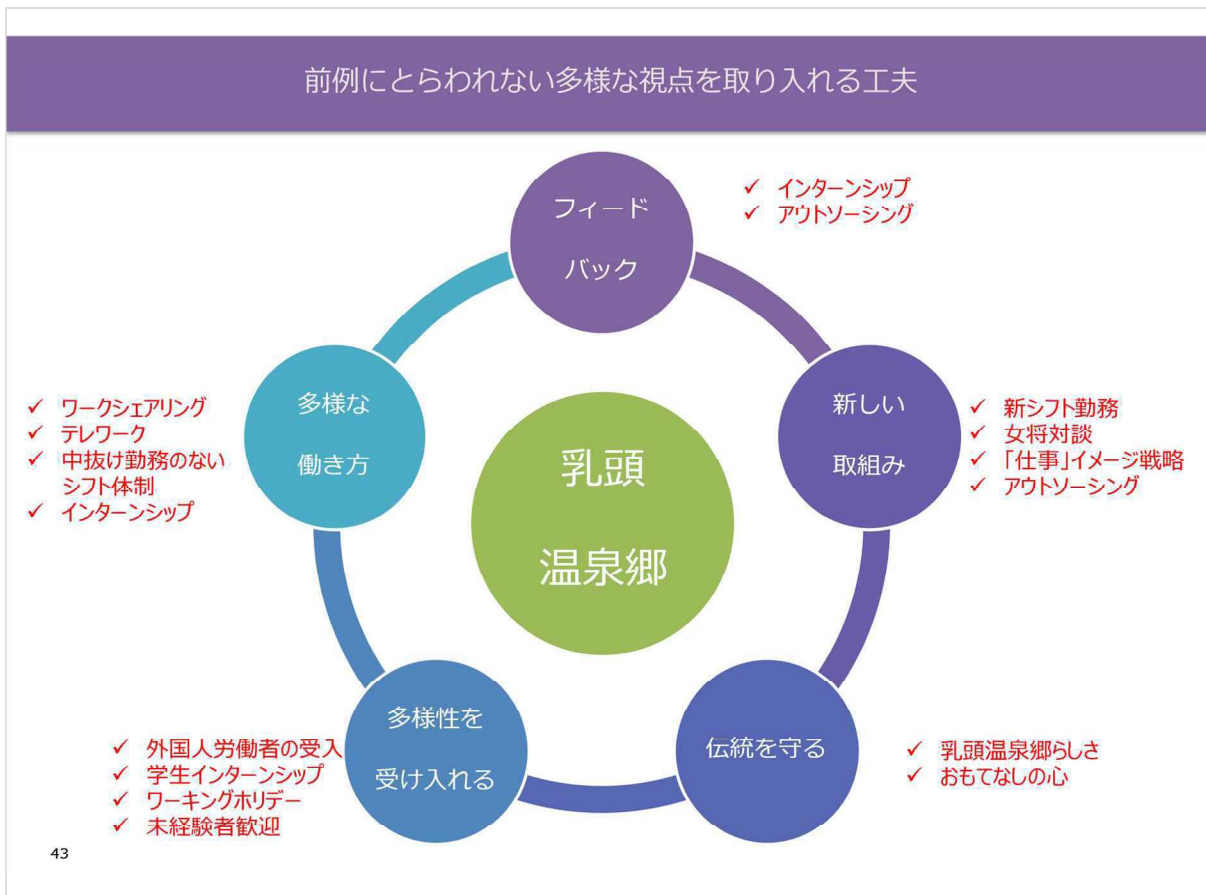 前例にとらわれない多様な視点を取り入れる工夫
フィード
バック
✓ インターンシップ
✓ アウトソーシング
新しい
取組み
✓ 新シフト勤務
✓ 女将対談
✓ 「仕事」イメージ戦略
✓ アウトソーシング
伝統を守る
✓ 乳頭温泉郷らしさ
✓ おもてなしの心
多様性を
受け入れる
✓ 外国人労働者の受入
✓ 学生インターンシップ
✓ ワーキングホリデー
✓ 未経験者歓迎
多様な
働き方
✓ ワークシェアリング
✓ テレワーク
✓ 中抜け勤務のない
シフト体制
✓ インターンシップ
乳頭
温泉郷
43